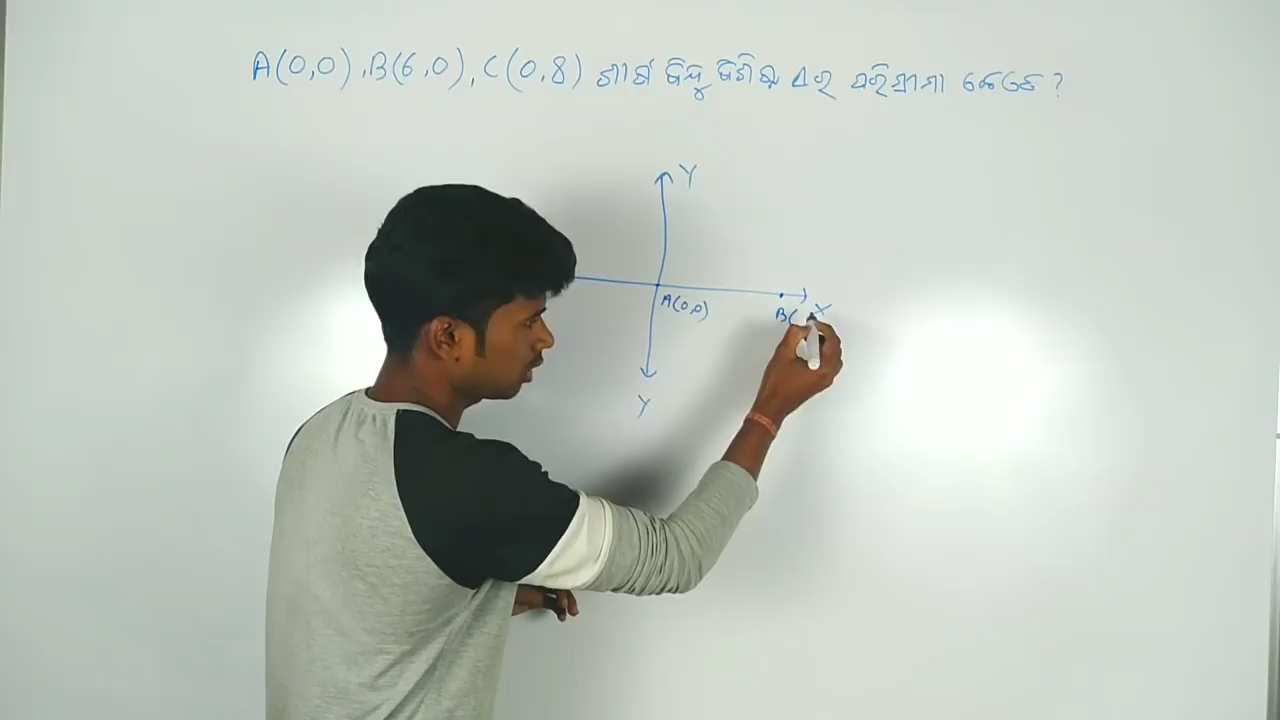 A(0,0), B(6,0), C(0,8) ଶୀର୍ଷ ବିନ୍ଦୁ ବିଶିଷ୍ଟ Δର ପରିସୀମା କେତେ ?
Y
A(0,0)
B(
X
Y